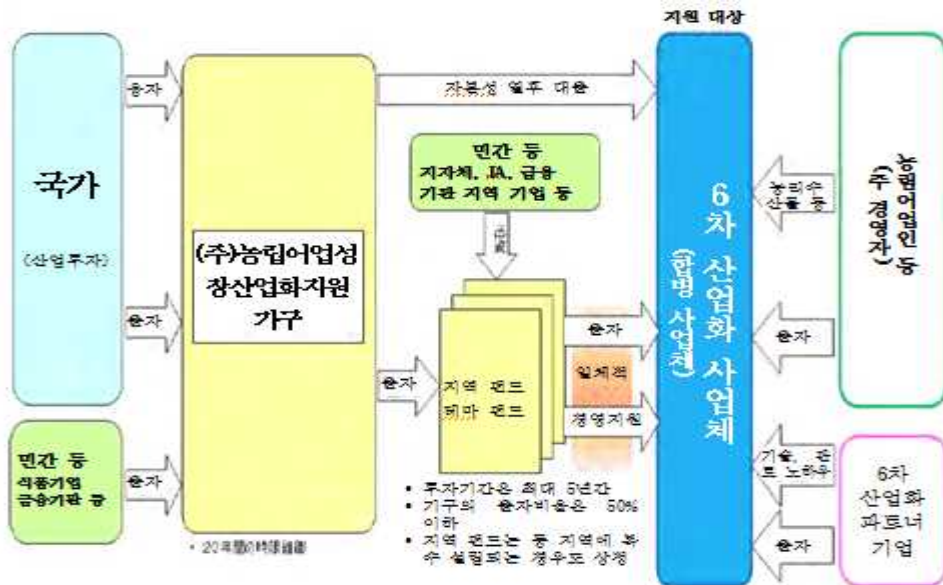 지원 대상
국가
(산업투자)
융자
출자
민간 등
식품기업
금융기관 등
출자
(주)농림어업성
장산업화지원
기구
자본성 열후 대출
민간 등
지자체, JA, 금융
기관 지역 기업 등
출자
출자
지역 펀드
테마 펀드
출자
일체적
경영지원
• 투자기간은 최대 5년간
• 기구의 출자비율은 50%
이하
• 지역 펀드는 동 지역에 복
수 설립되는 경우도 상정
6차 산업화 사업체
(합병 사업체)
농림수
산물 등
출자
기술, 판
로 노하우
출자
(주 경영자)
6차
산업화
파트너
기업